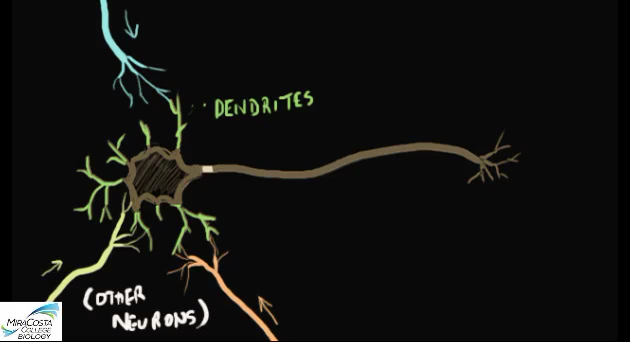 DENDRITES
(OTHER
NEURONS)
MIRACOSTA
COLLEGE
BIOLOGY